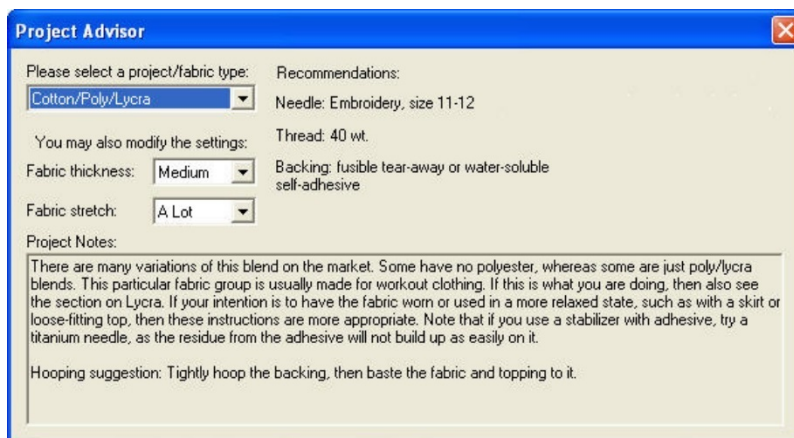 Project Advisor
Please select a project/fabric type:
Cotton/Poly/Lycra
You may also modify the settings:
Fabric thickness: Medium
Fabric stretch: A Lot
Recommendations:
Needle: Embroidery, size 11-12
Thread: 40 wt.
Backing: fusible tear-away or water-soluble
self-adhesive
Project Notes:
There are many variations of this blend on the market. Some have no polyester, whereas some are just poly/lycra
blends. This particular fabric group is usually made for workout clothing. If this is what you are doing, then also see
the section on Lycra. If your intention is to have the fabric worn or used in a more relaxed state, such as with a skirt or
loose-fitting top, then these instructions are more appropriate. Note that if you use a stabilizer with adhesive, try a
titanium needle, as the residue from the adhesive will not build up as easily on it.
Hooping suggestion: Tightly hoop the backing, then baste the fabric and topping to it.